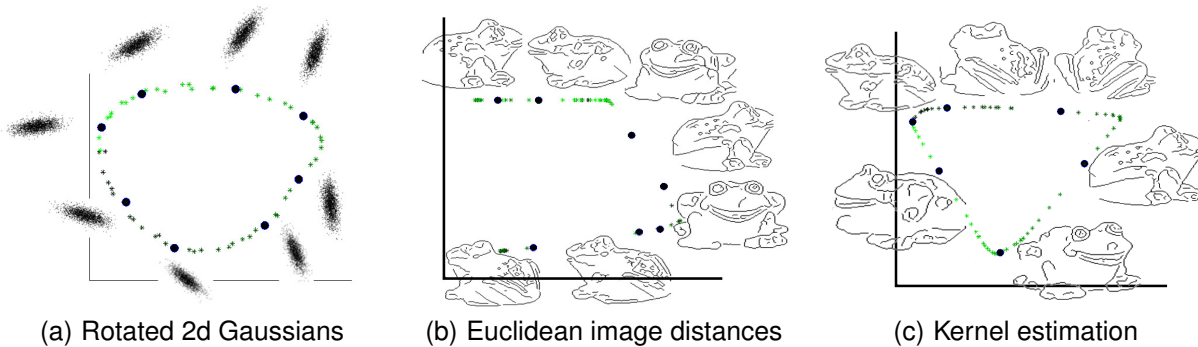 (a) Rotated 2d Gaussians
(b) Euclidean image distances
(c) Kernel estimation